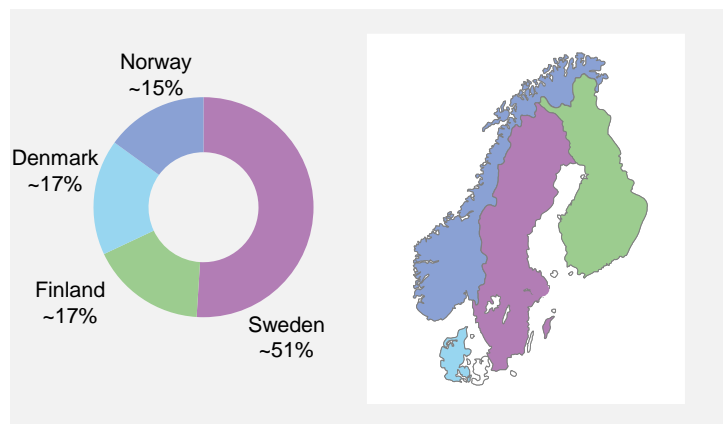 Norway
~15%
Denmark
~17%
Finland
~17%
Sweden
~51%